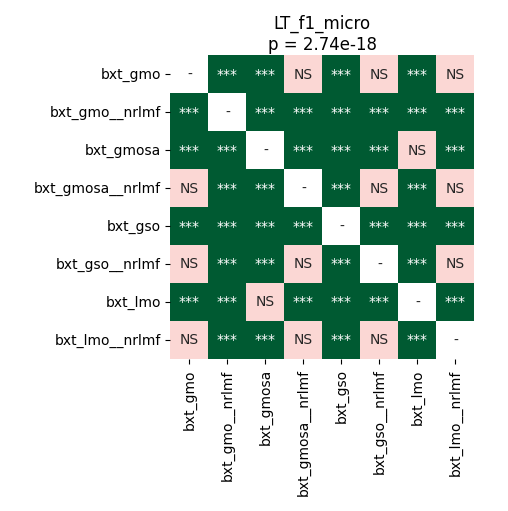 LT_f1_micro
p = 2.74e-18
bxt_gmo - *** *** NS *** NS *** NS
bxt_gmo__nrlmf *** - *** *** *** *** *** ***
bxt_gmosa *** *** - *** *** *** NS ***
bxt_gmosa__nrlmf NS *** *** - *** NS *** NS
bxt_gso *** *** *** *** - *** *** ***
bxt_gso__nrlmf NS *** *** NS *** - *** NS
bxt_lmo *** *** NS *** *** *** - ***
bxt_lmo__nrlmf NS *** *** NS *** NS *** -
bxt_gmo
bxt_gmo__nrlmf
bxt_gmosa
bxt_gmosa__nrlmf
bxt_gso
bxt_gso__nrlmf
bxt_lmo
bxt_lmo__nrlmf